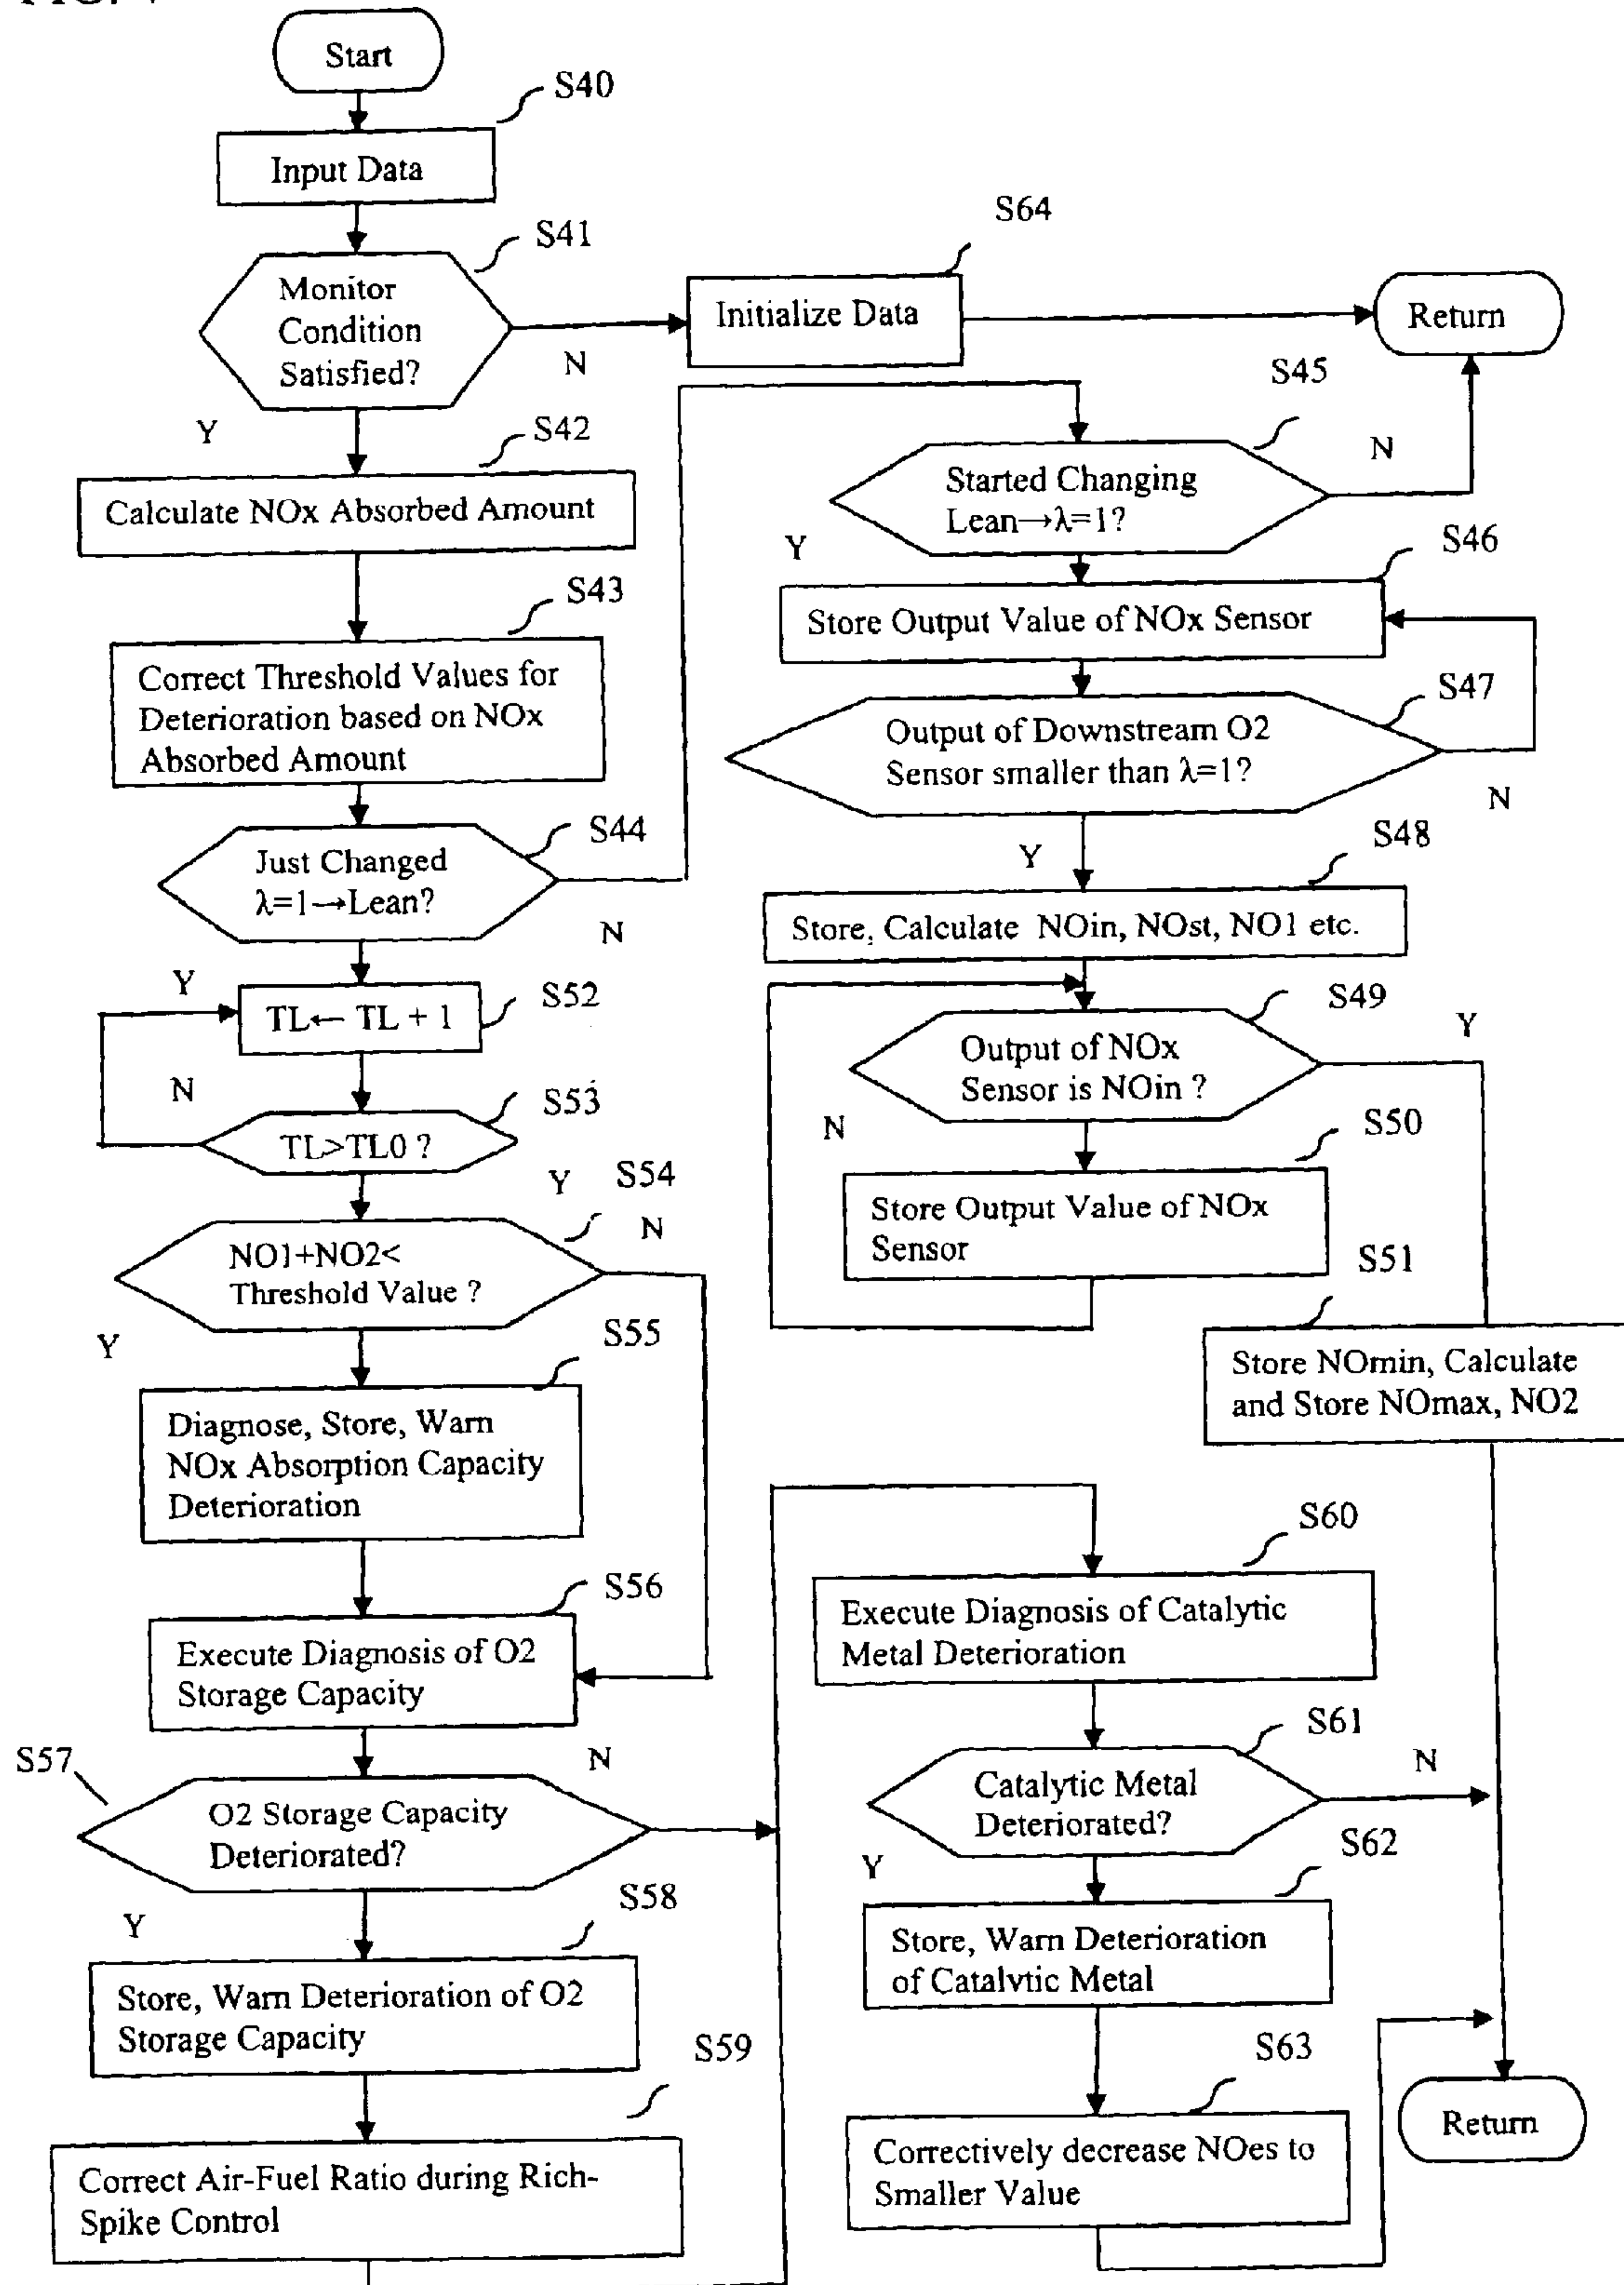 Start
S40
Input Data
S41
Monitor
Condition
Satisfied?
N
Y
S64
Initialize Data
Return
S42
Calculate NOx Absorbed Amount
S43
Correct Threshold Values for
Deterioration based on NOx
Absorbed Amount
S44
Just Changed
λ=1→Lean?
N
Y
S45
Started Changing
Lean→λ=1?
N
Y
S46
Store Output Value of NOx Sensor
S47
Output of Downstream O2
Sensor smaller than λ=1?
N
Y
S48
Store, Calculate NOin, NOst, NO1 etc.
S49
Output of NOx
Sensor is NOin ?
Y
N
S50
Store Output Value of NOx
Sensor
S51
Store NOmin, Calculate
and Store NOmax, NO2
S52
TL← TL + 1
N
S53
TL>TL0 ?
Y
S54
NO1+NO2<
Threshold Value ?
N
Y
S55
Diagnose, Store, Warn
NOx Absorption Capacity
Deterioration
S56
Execute Diagnosis of O2
Storage Capacity
S57
O2 Storage Capacity
Deteriorated?
N
Y
S58
Store, Warn Deterioration of O2
Storage Capacity
S59
Correct Air-Fuel Ratio during Rich-
Spike Control
S60
Execute Diagnosis of Catalytic
Metal Deterioration
S61
Catalytic Metal
Deteriorated?
N
Y
S62
Store, Warn Deterioration
of Catalytic Metal
S63
Correctively decrease NOes to
Smaller Value
Return